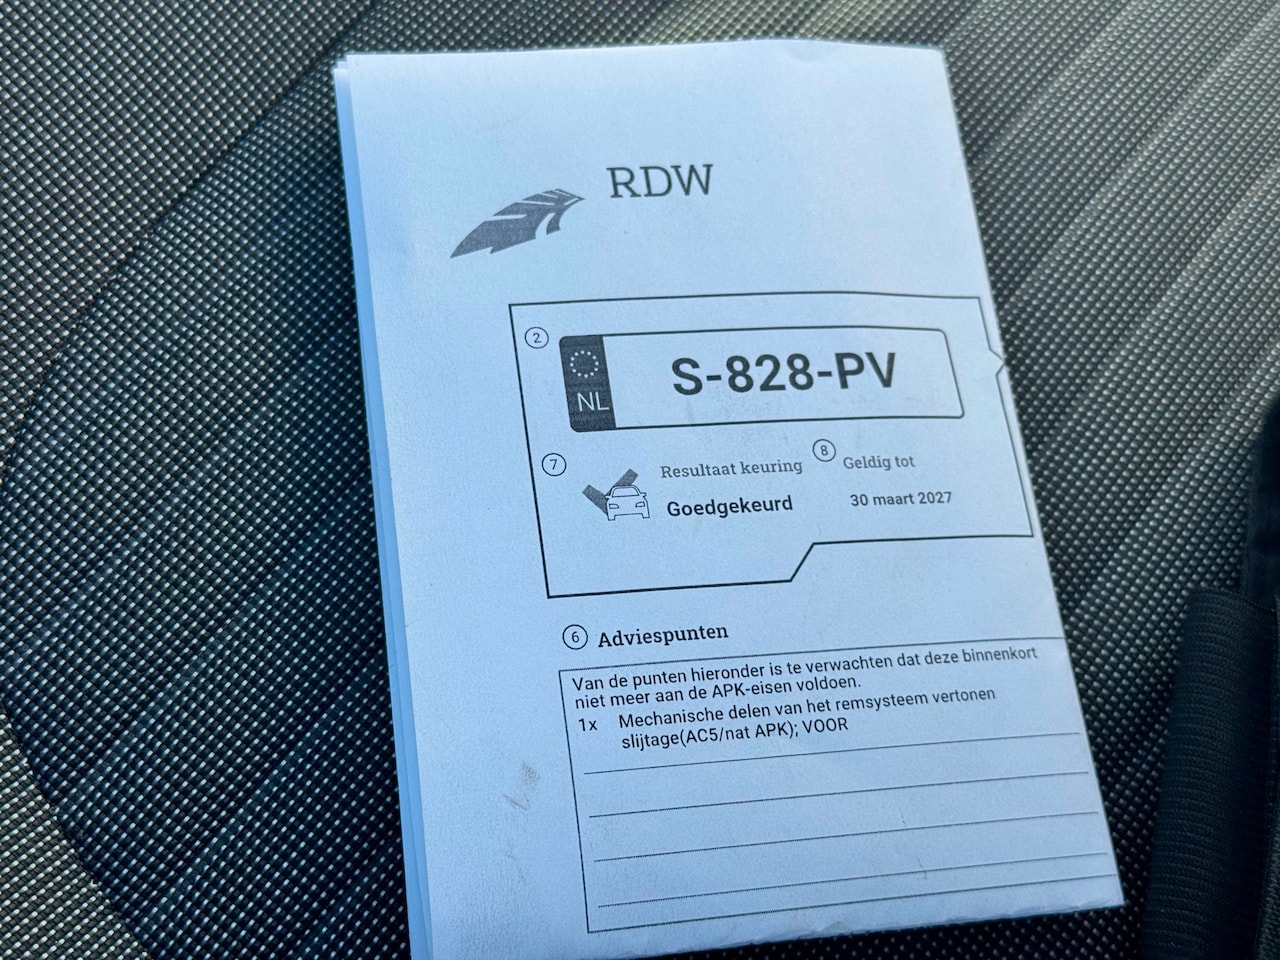 RDW
2
NL
S-828-PV
7
Resultaat keuring
Goedgekeurd
8
Geldig tot
30 maart 2027
6 Adviespunten
Van de punten hieronder is te verwachten dat deze binnenkort
niet meer aan de APK-eisen voldoen.
1x Mechanische delen van het remsysteem vertonen
slijtage(AC5/nat APK); VOOR